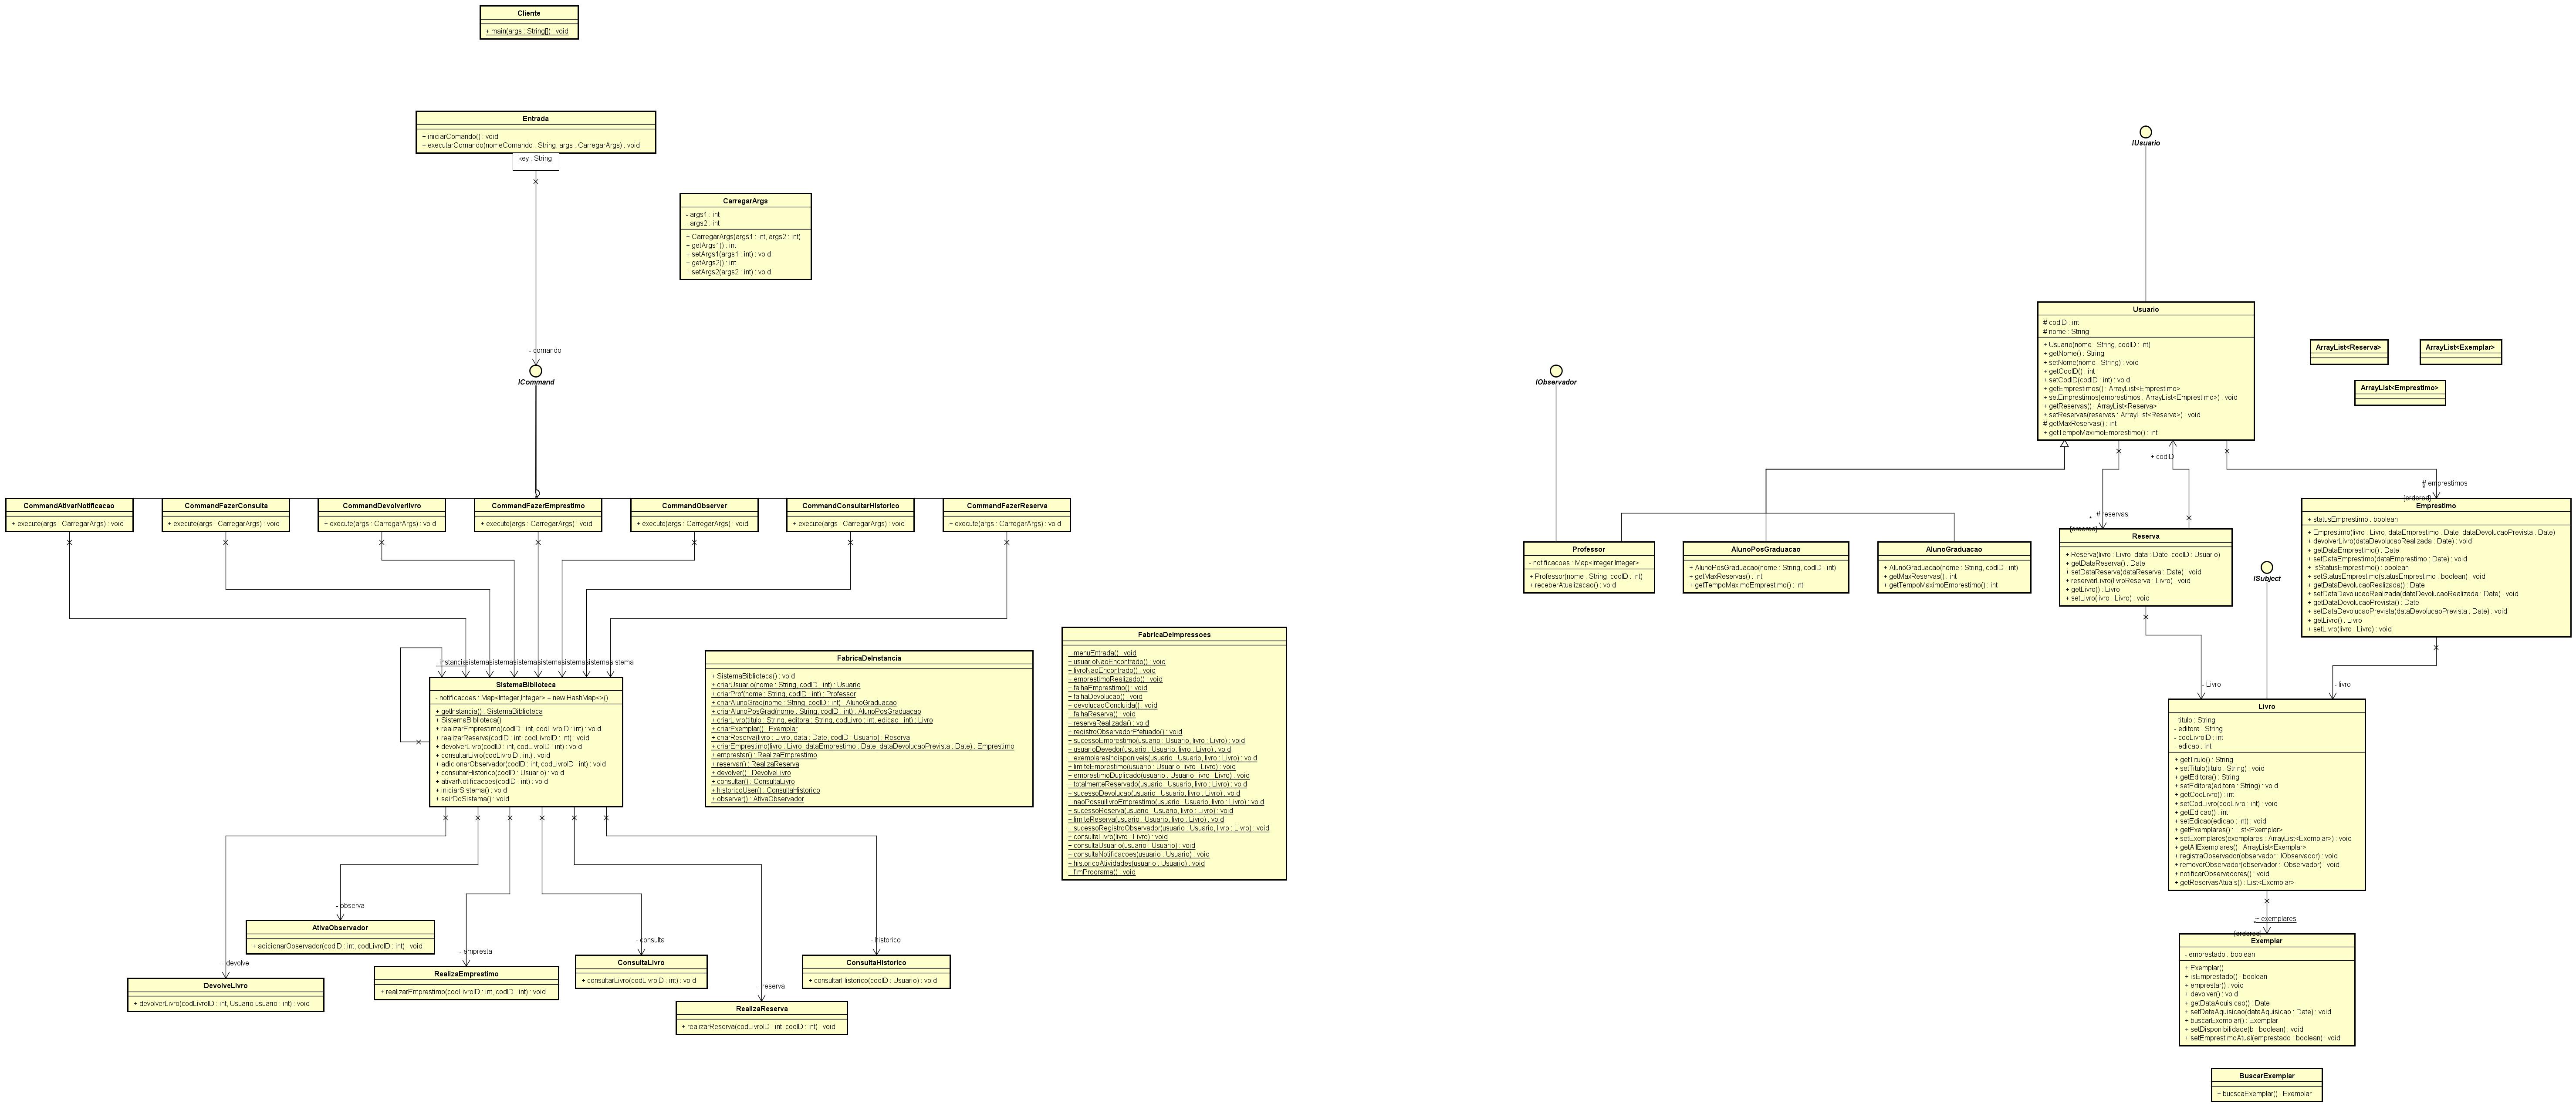 Cliente
+ main(args : String[]) : void
Entrada
+ iniciarComando() : void
+ executarComando(nomeComando : String, args : CarregarArgs) : void
key : String
CarregarArgs
- args1 : int
- args2 : int
+ CarregarArgs(args1 : int, args2 : int)
+ getArgs1() : int
+ setArgs1(args1 : int) : void
+ getArgs2() : int
+ setArgs2(args2 : int) : void
- comando
ICommand
CommandAtivarNotificacao
+ execute(args : CarregarArgs) : void
CommandFazerConsulta
+ execute(args : CarregarArgs) : void
CommandDevolverlivro
+ execute(args : CarregarArgs) : void
CommandFazerEmprestimo
+ execute(args : CarregarArgs) : void
CommandObserver
+ execute(args : CarregarArgs) : void
CommandConsultarHistorico
+ execute(args : CarregarArgs) : void
CommandFazerReserva
+ execute(args : CarregarArgs) : void
- instancia
sistema
sistema
sistema
sistema
sistema
sistema
sistema
SistemaBiblioteca
- notificacoes : Map<Integer,Integer> = new HashMap<>()
+ getInstancia() : SistemaBiblioteca
+ SistemaBiblioteca()
+ realizarEmprestimo(codID : int, codLivroID : int) : void
+ realizarReserva(codID : int, codLivroID : int) : void
+ devolverLivro(codID : int, codLivroID : int) : void
+ consultarLivro(codLivroID : int) : void
+ adicionarObservador(codID : int, codLivroID : int) : void
+ consultarHistorico(codID : Usuario) : void
+ ativarNotificacoes(codID : int) : void
+ iniciarSistema() : void
+ sairDoSistema() : void
FabricaDeInstancia
+ SistemaBiblioteca() : void
+ criarUsuario(nome : String, codID : int) : Usuario
+ criarProf(nome : String, codID : int) : Professor
+ criarAlunoGrad(nome : String, codID : int) : AlunoGraduacao
+ criarAlunoPosGrad(nome : String, codID : int) : AlunoPosGraduacao
+ criarLivro(titulo : String, editora : String, codLivro : int, edicao : int) : Livro
+ criarExemplar() : Exemplar
+ criarReserva(livro : Livro, data : Date, codID : Usuario) : Reserva
+ criarEmprestimo(livro : Livro, dataEmprestimo : Date, dataDevolucaoPrevista : Date) : Emprestimo
+ emprestar() : RealizaEmprestimo
+ reservar() : RealizaReserva
+ devolver() : DevolveLivro
+ consultar() : ConsultaLivro
+ historicoUser() : ConsultaHistorico
+ observer() : AtivaObservador
FabricaDeImpressoes
+ menuEntrada() : void
+ usuarioNaoEncontrado() : void
+ livroNaoEncontrado() : void
+ emprestimoRealizado() : void
+ falhaEmprestimo() : void
+ falhaDevolucao() : void
+ devolucaoConcluida() : void
+ falhaReserva() : void
+ reservaRealizada() : void
+ registroObservadorEfetuado() : void
+ sucessoEmprestimo(usuario : Usuario, livro : Livro) : void
+ usuarioDevedor(usuario : Usuario, livro : Livro) : void
+ exemplaresIndisponiveis(usuario : Usuario, livro : Livro) : void
+ limiteEmprestimo(usuario : Usuario, livro : Livro) : void
+ emprestimoDuplicado(usuario : Usuario, livro : Livro) : void
+ totalmenteReservado(usuario : Usuario, livro : Livro) : void
+ sucessoDevolucao(usuario : Usuario, livro : Livro) : void
+ naoPossuilivroEmprestimo(usuario : Usuario, livro : Livro) : void
+ sucessoReserva(usuario : Usuario, livro : Livro) : void
+ limiteReserva(usuario : Usuario, livro : Livro) : void
+ sucessoRegistroObservador(usuario : Usuario, livro : Livro) : void
+ consultaLivro(livro : Livro) : void
+ consultaUsuario(usuario : Usuario) : void
+ consultaNotificacoes(usuario : Usuario) : void
+ historicoAtividades(usuario : Usuario) : void
+ fimPrograma() : void
- devolve
- observa
- empresta
- consulta
- reserva
- historico
AtivaObservador
+ adicionarObservador(codID : int, codLivroID : int) : void
DevolveLivro
+ devolverLivro(codLivroID : int, Usuario usuario : int) : void
RealizaEmprestimo
+ realizarEmprestimo(codLivroID : int, codID : int) : void
ConsultaLivro
+ consultarLivro(codLivroID : int) : void
RealizaReserva
+ realizarReserva(codLivroID : int, codID : int) : void
ConsultaHistorico
+ consultarHistorico(codID : Usuario) : void
IUsuario
Usuario
# codID : int
# nome : String
+ Usuario(nome : String, codID : int)
+ getNome() : String
+ setNome(nome : String) : void
+ getCodID() : int
+ setCodID(codID : int) : void
+ getEmprestimos() : ArrayList<Emprestimo>
+ setEmprestimos(emprestimos : ArrayList<Emprestimo>) : void
+ getReservas() : ArrayList<Reserva>
+ setReservas(reservas : ArrayList<Reserva>) : void
# getMaxReservas() : int
+ getTempoMaximoEmprestimo() : int
ArrayList<Reserva>
ArrayList<Exemplar>
ArrayList<Emprestimo>
IObservador
Professor
- notificacoes : Map<Integer,Integer>
+ Professor(nome : String, codID : int)
+ receberAtualizacao() : void
AlunoPosGraduacao
+ AlunoPosGraduacao(nome : String, codID : int)
+ getMaxReservas() : int
+ getTempoMaximoEmprestimo() : int
AlunoGraduacao
+ AlunoGraduacao(nome : String, codID : int)
+ getMaxReservas() : int
+ getTempoMaximoEmprestimo() : int
+ codID
# reservas
*
{ordered}
# emprestimos
*
{ordered}
Reserva
+ Reserva(livro : Livro, data : Date, codID : Usuario)
+ getDataReserva() : Date
+ setDataReserva(dataReserva : Date) : void
+ reservarLivro(livroReserva : Livro) : void
+ getLivro() : Livro
+ setLivro(livro : Livro) : void
Emprestimo
+ statusEmprestimo : boolean
+ Emprestimo(livro : Livro, dataEmprestimo : Date, dataDevolucaoPrevista : Date)
+ devolverLivro(dataDevolucaoRealizada : Date) : void
+ getDataEmprestimo() : Date
+ setDataEmprestimo(dataEmprestimo : Date) : void
+ isStatusEmprestimo() : boolean
+ setStatusEmprestimo(statusEmprestimo : boolean) : void
+ getDataDevolucaoRealizada() : Date
+ setDataDevolucaoRealizada(dataDevolucaoRealizada : Date) : void
+ getDataDevolucaoPrevista() : Date
+ setDataDevolucaoPrevista(dataDevolucaoPrevista : Date) : void
+ getLivro() : Livro
+ setLivro(livro : Livro) : void
ISubject
- Livro
- livro
Livro
- titulo : String
- editora : String
- codLivroID : int
- edicao : int
+ getTitulo() : String
+ setTitulo(titulo : String) : void
+ getEditora() : String
+ setEditora(editora : String) : void
+ getCodLivro() : int
+ setCodLivro(codLivro : int) : void
+ getEdicao() : int
+ setEdicao(edicao : int) : void
+ getExemplares() : List<Exemplar>
+ setExemplares(exemplares : ArrayList<Exemplar>) : void
+ getAllExemplares() : ArrayList<Exemplar>
+ registraObservador(observador : IObservador) : void
+ removerObservador(observador : IObservador) : void
+ notificarObservadores() : void
+ getReservasAtuais() : List<Exemplar>
~ exemplares
*
{ordered}
Exemplar
- emprestado : boolean
+ Exemplar()
+ isEmprestado() : boolean
+ emprestar() : void
+ devolver() : void
+ getDataAquisicao() : Date
+ setDataAquisicao(dataAquisicao : Date) : void
+ buscarExemplar() : Exemplar
+ setDisponibilidade(b : boolean) : void
+ setEmprestimoAtual(emprestado : boolean) : void
BuscarExemplar
+ bucscaExemplar() : Exemplar